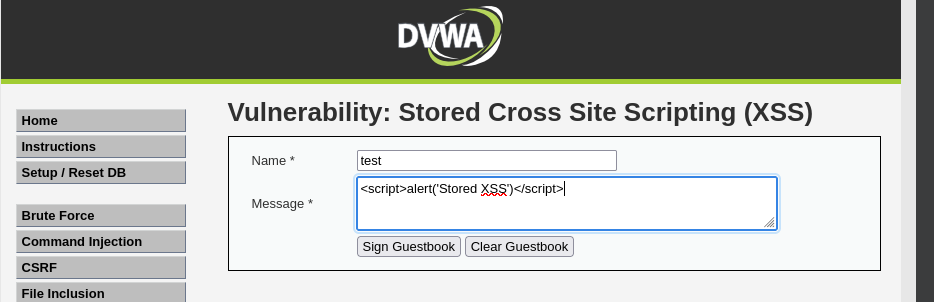 DVWA
Vulnerability: Stored Cross Site Scripting (XSS)
Home
Instructions
Setup / Reset DB
Brute Force
Command Injection
CSRF
File Inclusion
Name *
test
Message *
<script>alert('Stored XSS')</script>
Sign Guestbook
Clear Guestbook